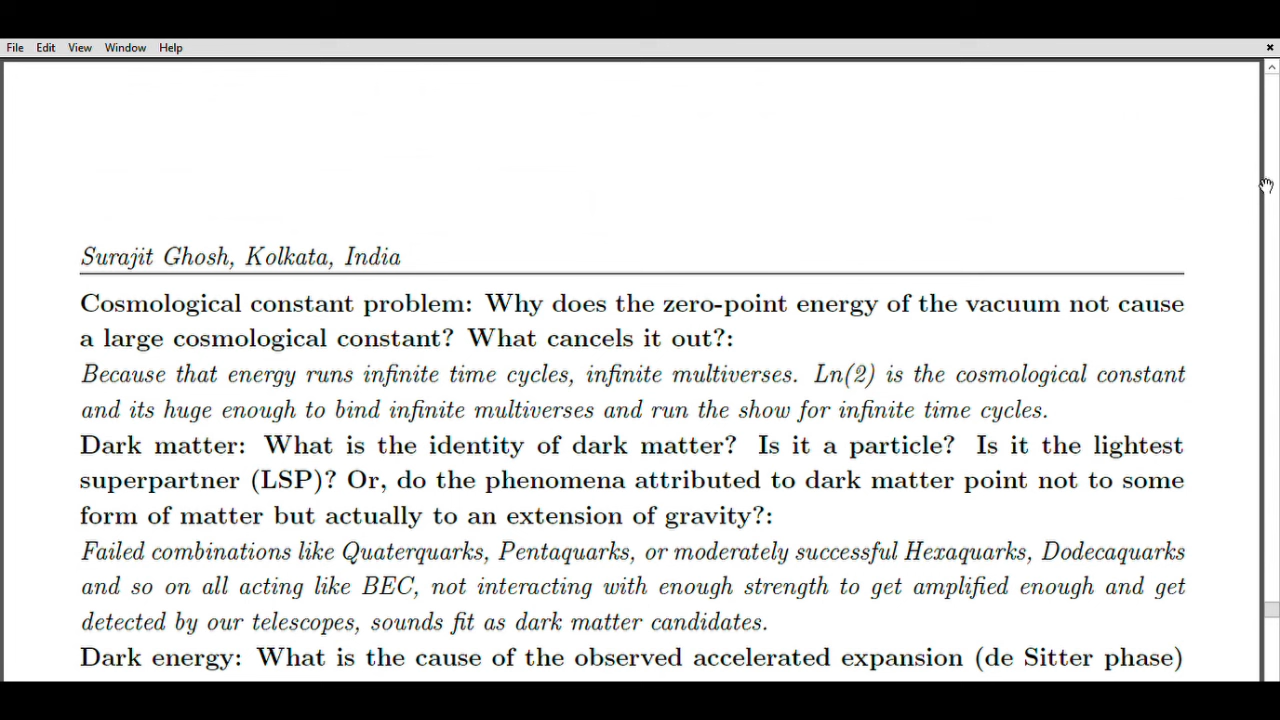 File Edit View Window Help
Surajit Ghosh, Kolkata, India
Cosmological constant problem: Why does the zero-point energy of the vacuum not cause
a large cosmological constant? What cancels it out?:
Because that energy runs infinite time cycles, infinite multiverses. Ln(2) is the cosmological constant
and its huge enough to bind infinite multiverses and run the show for infinite time cycles.
Dark matter: What is the identity of dark matter? Is it a particle? Is it the lightest
superpartner (LSP)? Or, do the phenomena attributed to dark matter point not to some
form of matter but actually to an extension of gravity?:
Failed combinations like Quaterquarks, Pentaquarks, or moderately successful Hexaquarks, Dodecaquarks
and so on all acting like BEC, not interacting with enough strength to get amplified enough and get
detected by our telescopes, sounds fit as dark matter candidates.
Dark energy: What is the cause of the observed accelerated expansion (de Sitter phase)